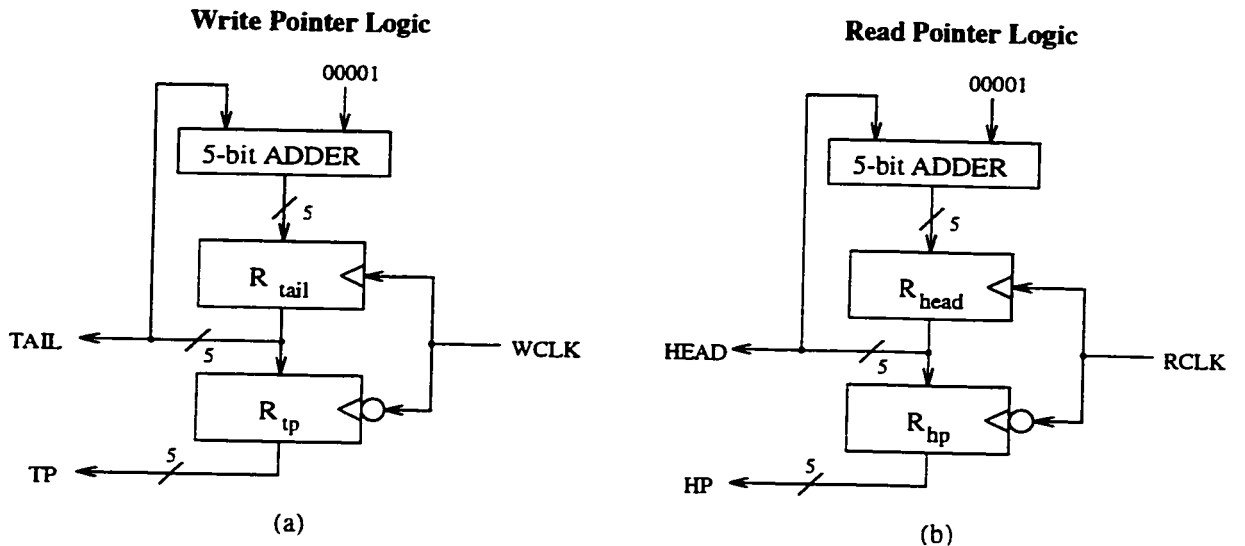 Write Pointer Logic
00001
5-bit ADDER
5
R tail
TAIL
5
WCLK
R tp
TP
5
(a)
Read Pointer Logic
00001
5-bit ADDER
5
R head
HEAD
5
RCLK
R hp
HP
5
(b)